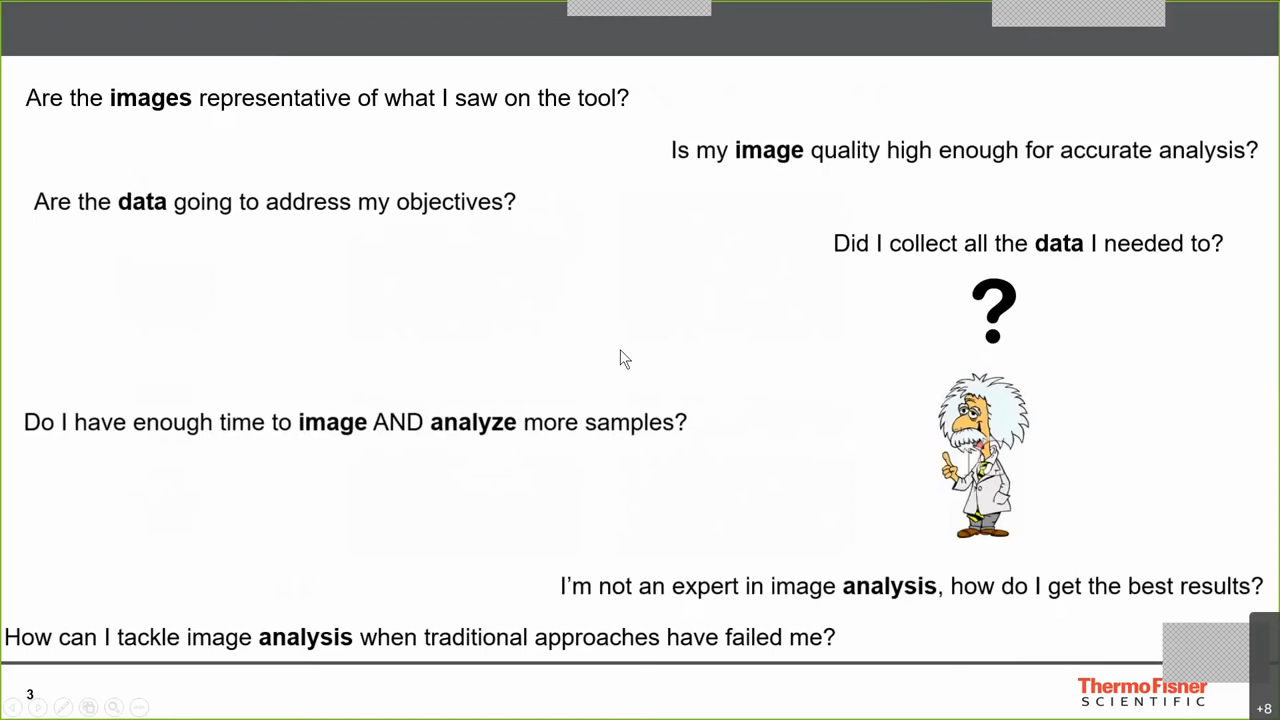 Are the images representative of what I saw on the tool?
Is my image quality high enough for accurate analysis?
Are the data going to address my objectives?
Did I collect all the data I needed to?
?
Do I have enough time to image AND analyze more samples?
I'm not an expert in image analysis, how do I get the best results?
How can I tackle image analysis when traditional approaches have failed me?
3
ThermoFisher
SCIENTIFIC
+8